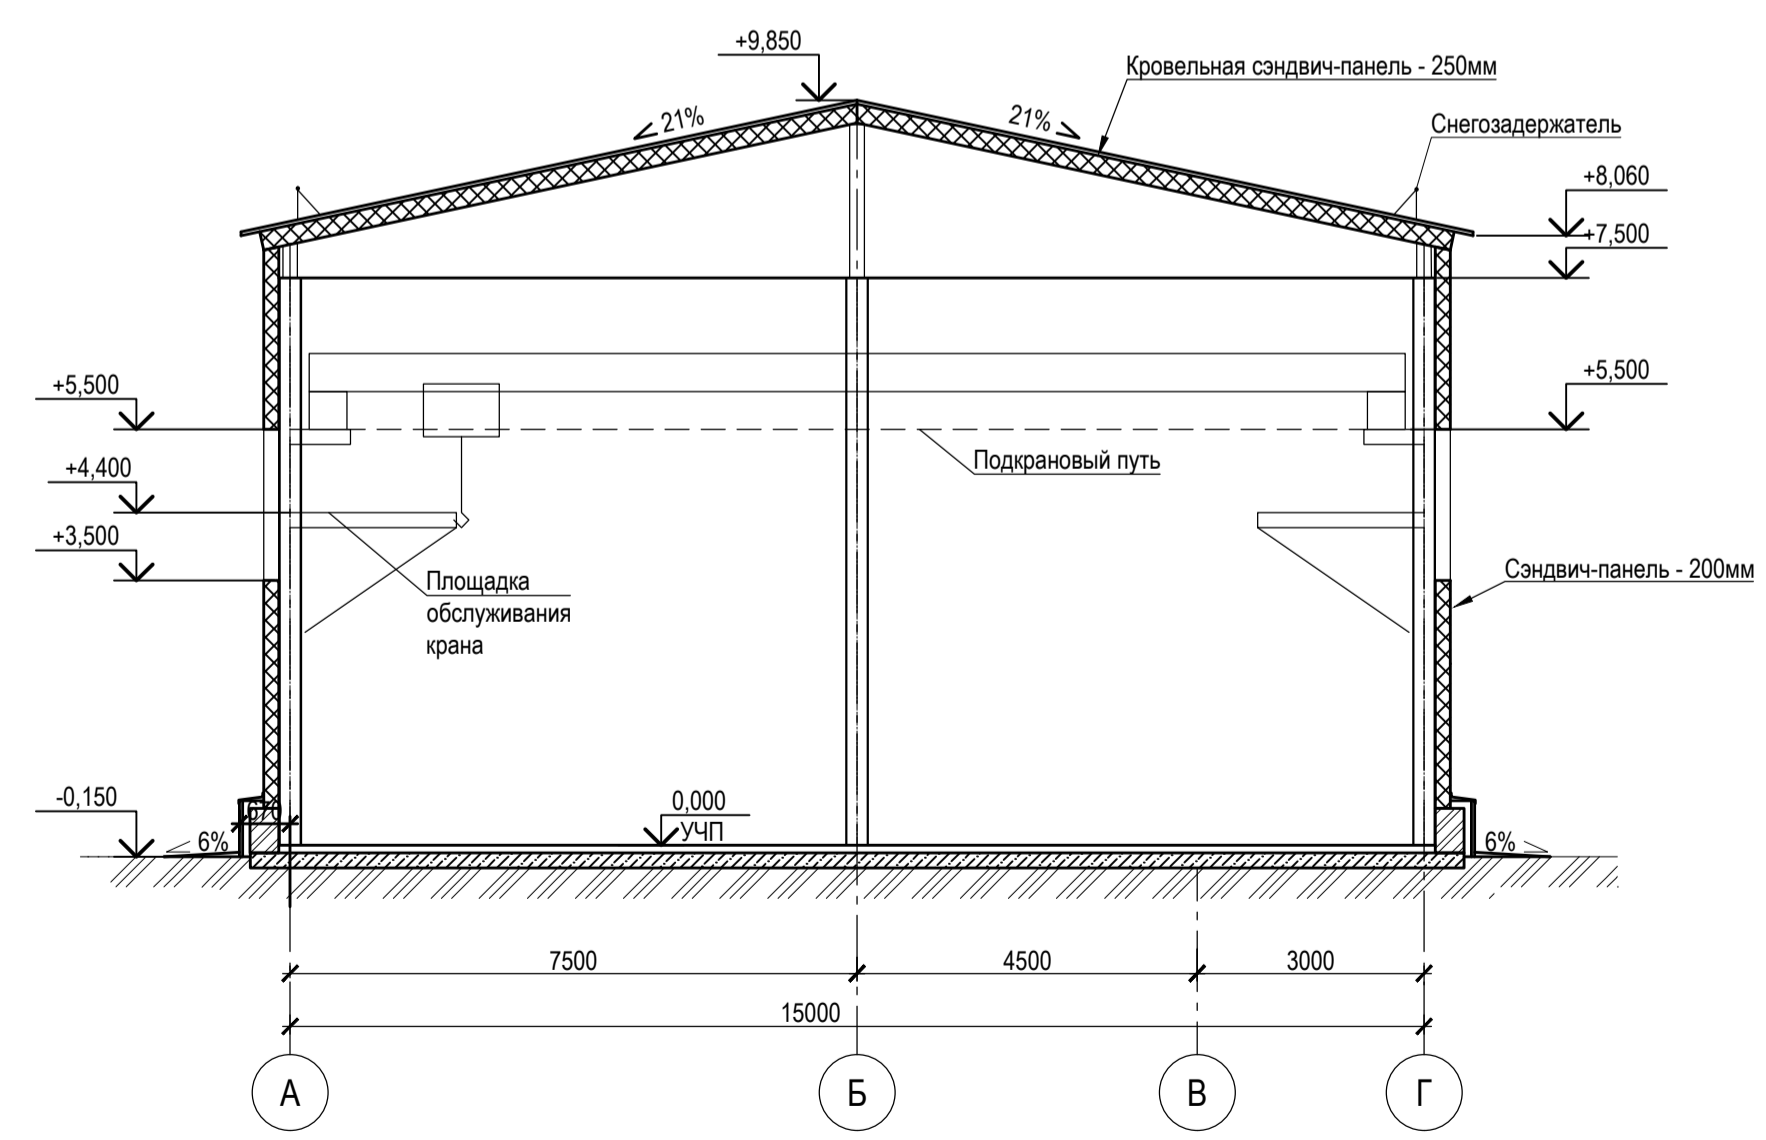 +9,850
Кровельная сэндвич-панель - 250мм
21%
21%
Снегозадержатель
+8,060
+7,500
+5,500
+5,500
Подкрановый путь
+4,400
+3,500
Площадка
обслуживания
крана
Сэндвич-панель - 200мм
-0,150
670
0,000
УЧП
6%
6%
7500
4500
3000
15000
А
Б
В
Г